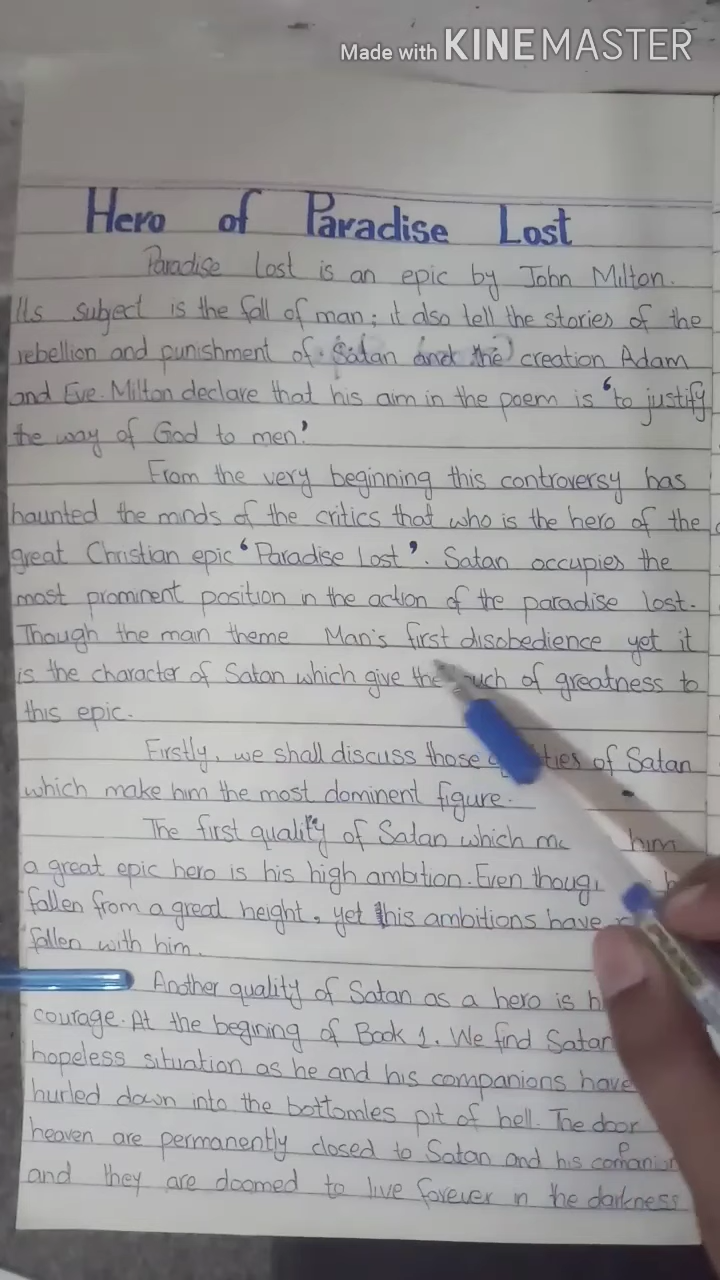 Made with KINEMASTER
Hero of Paradise Lost
Paradise Lost is an epic by John Milton.
Its subject is the fall of man; it also tell the stories of the
rebellion and punishment of Satan and the creation Adam
and Eve. Milton declare that his aim in the poem is ‘to justify
the way of God to men’
From the very beginning this controversy has
haunted the minds of the critics that who is the hero of the
great Christian epic ‘Paradise Lost’. Satan occupies the
most prominent position in the action of the paradise lost.
Though the main theme Man's first disobedience yet it
is the character of Satan which give the of greatness to
this epic.
Firstly, we shall discuss those of Satan
which make him the most dominent figure.
The first quality of Satan which him
a great epic hero is his high ambition. Even
fallen from a great height, yet his ambitions have
fallen with him.
Another quality of Satan as a hero is
courage. At the begining of Book 1. We find Satan
hopeless situation as he and his companions have
hurled down into the bottomles pit of hell. The door
heaven are permanently closed to Satan and his companion
and they are doomed to live forever in the darkness